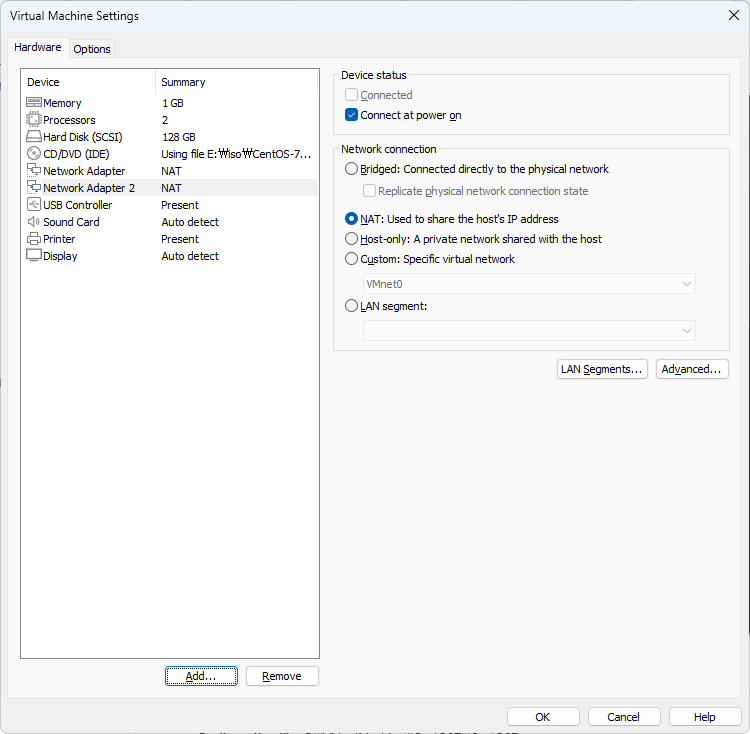 Virtual Machine Settings
Hardware
Options
Device Summary
Memory 1 GB
Processors 2
Hard Disk (SCSI) 128 GB
CD/DVD (IDE) Using file E:₩iso₩CentOS-7...
Network Adapter NAT
Network Adapter 2 NAT
USB Controller Present
Sound Card Auto detect
Printer Present
Display Auto detect
Add...
Remove
Device status
Connected
Connect at power on
Network connection
Bridged: Connected directly to the physical network
Replicate physical network connection state
NAT: Used to share the host's IP address
Host-only: A private network shared with the host
Custom: Specific virtual network
VMnet0
LAN segment:
LAN Segments...
Advanced...
OK
Cancel
Help